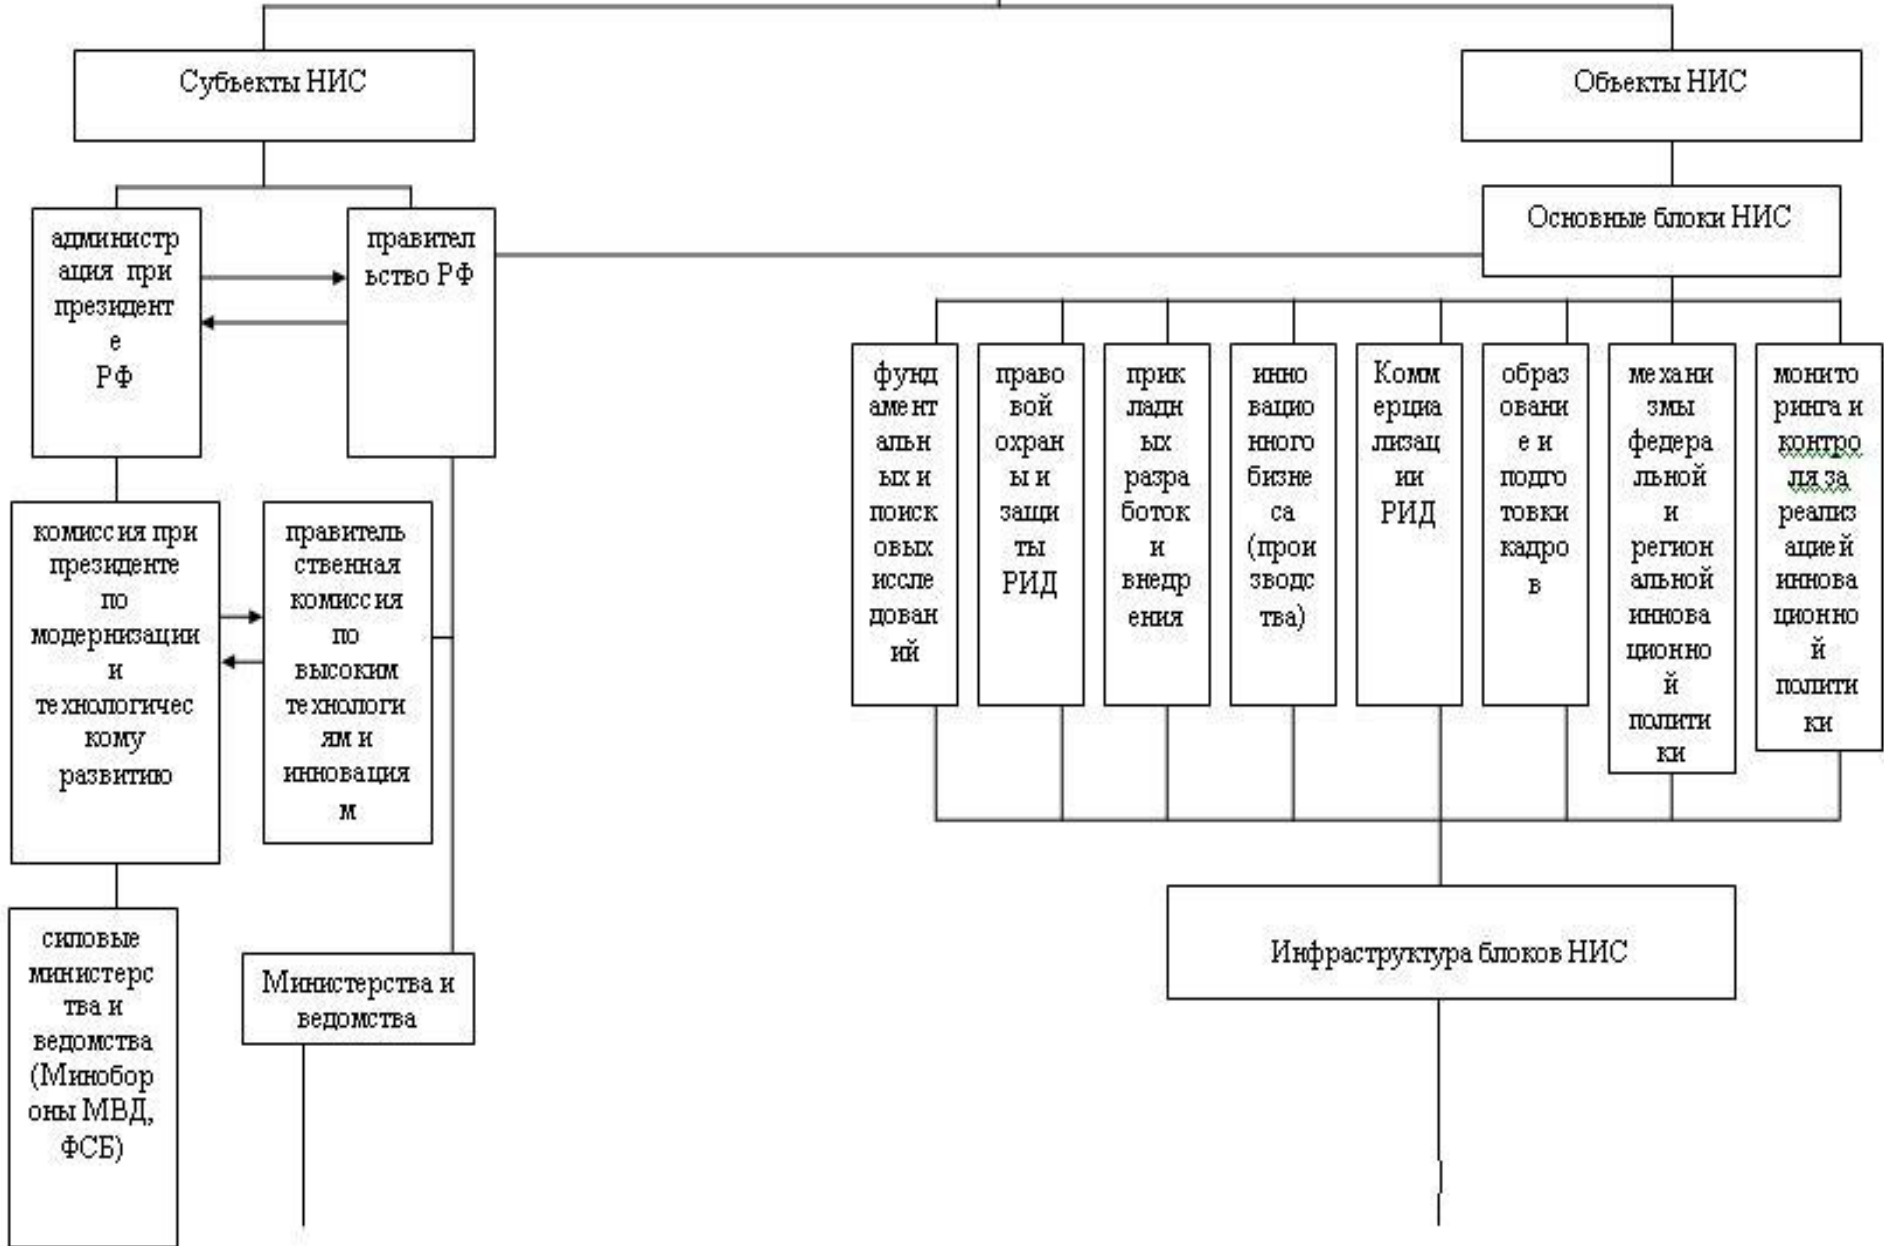 Субъекты НИС
Объекты НИС
Основные блоки НИС
администр
ация при
президент
е
РФ
правител
ьство РФ
фунд
амент
альн
ых и
поиск
овых
иссле
дован
ий
право
вой
охран
ы и
защи
ты
РИД
прик
ладн
ых
разра
боток
и
внедр
ения
инно
вацио
нного
бизне
са
(прои
зводс
тва)
Комм
ерциа
лизац
ии
РИД
образ
овани
е и
подго
товки
кадро
в
механи
змы
федера
льной
и
регион
альной
иннова
ционно
й
полити
ки
монито
ринга и
контро
ля за
реализ
ацией
иннова
ционно
й
полити
ки
комиссия при
президенте
по
модернизации
и
технологичес
кому
развитию
правитель
ственная
комиссия
по
высоким
технологи
ям и
инновация
м
силовые
министерс
тва и
ведомства
(Минобор
оны МВД,
ФСБ)
Министерства и
ведомства
Инфраструктура блоков НИС